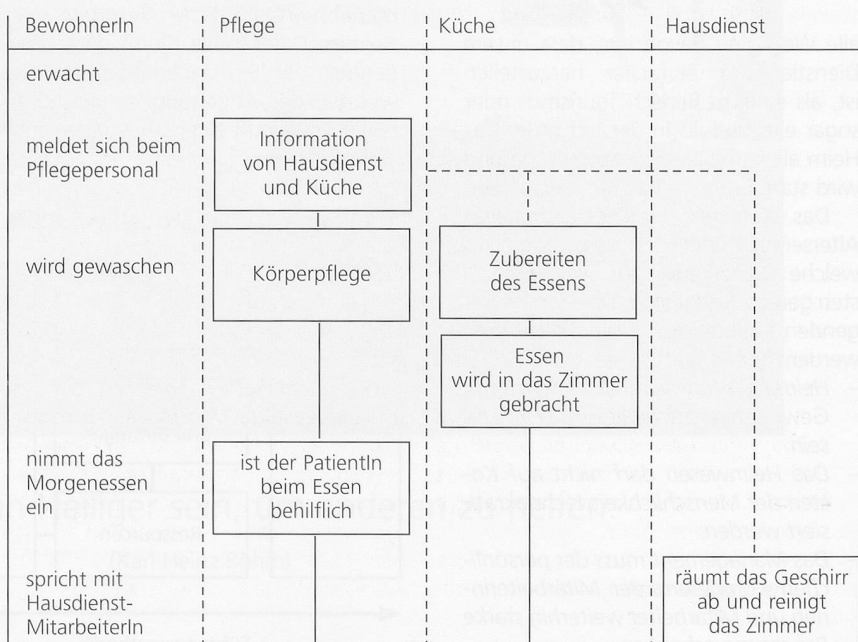 BewohnerIn
Pflege
Küche
Hausdienst
erwacht
meldet sich beim
Pflegepersonal
Information
von Hausdienst
und Küche
wird gewaschen
Körperpflege
Zubereiten
des Essens
Essen
wird in das Zimmer
gebracht
nimmt das
Morgenessen
ein
ist der PatientIn
beim Essen
behilflich
spricht mit
Hausdienst-
MitarbeiterIn
räumt das Geschirr
ab und reinigt
das Zimmer